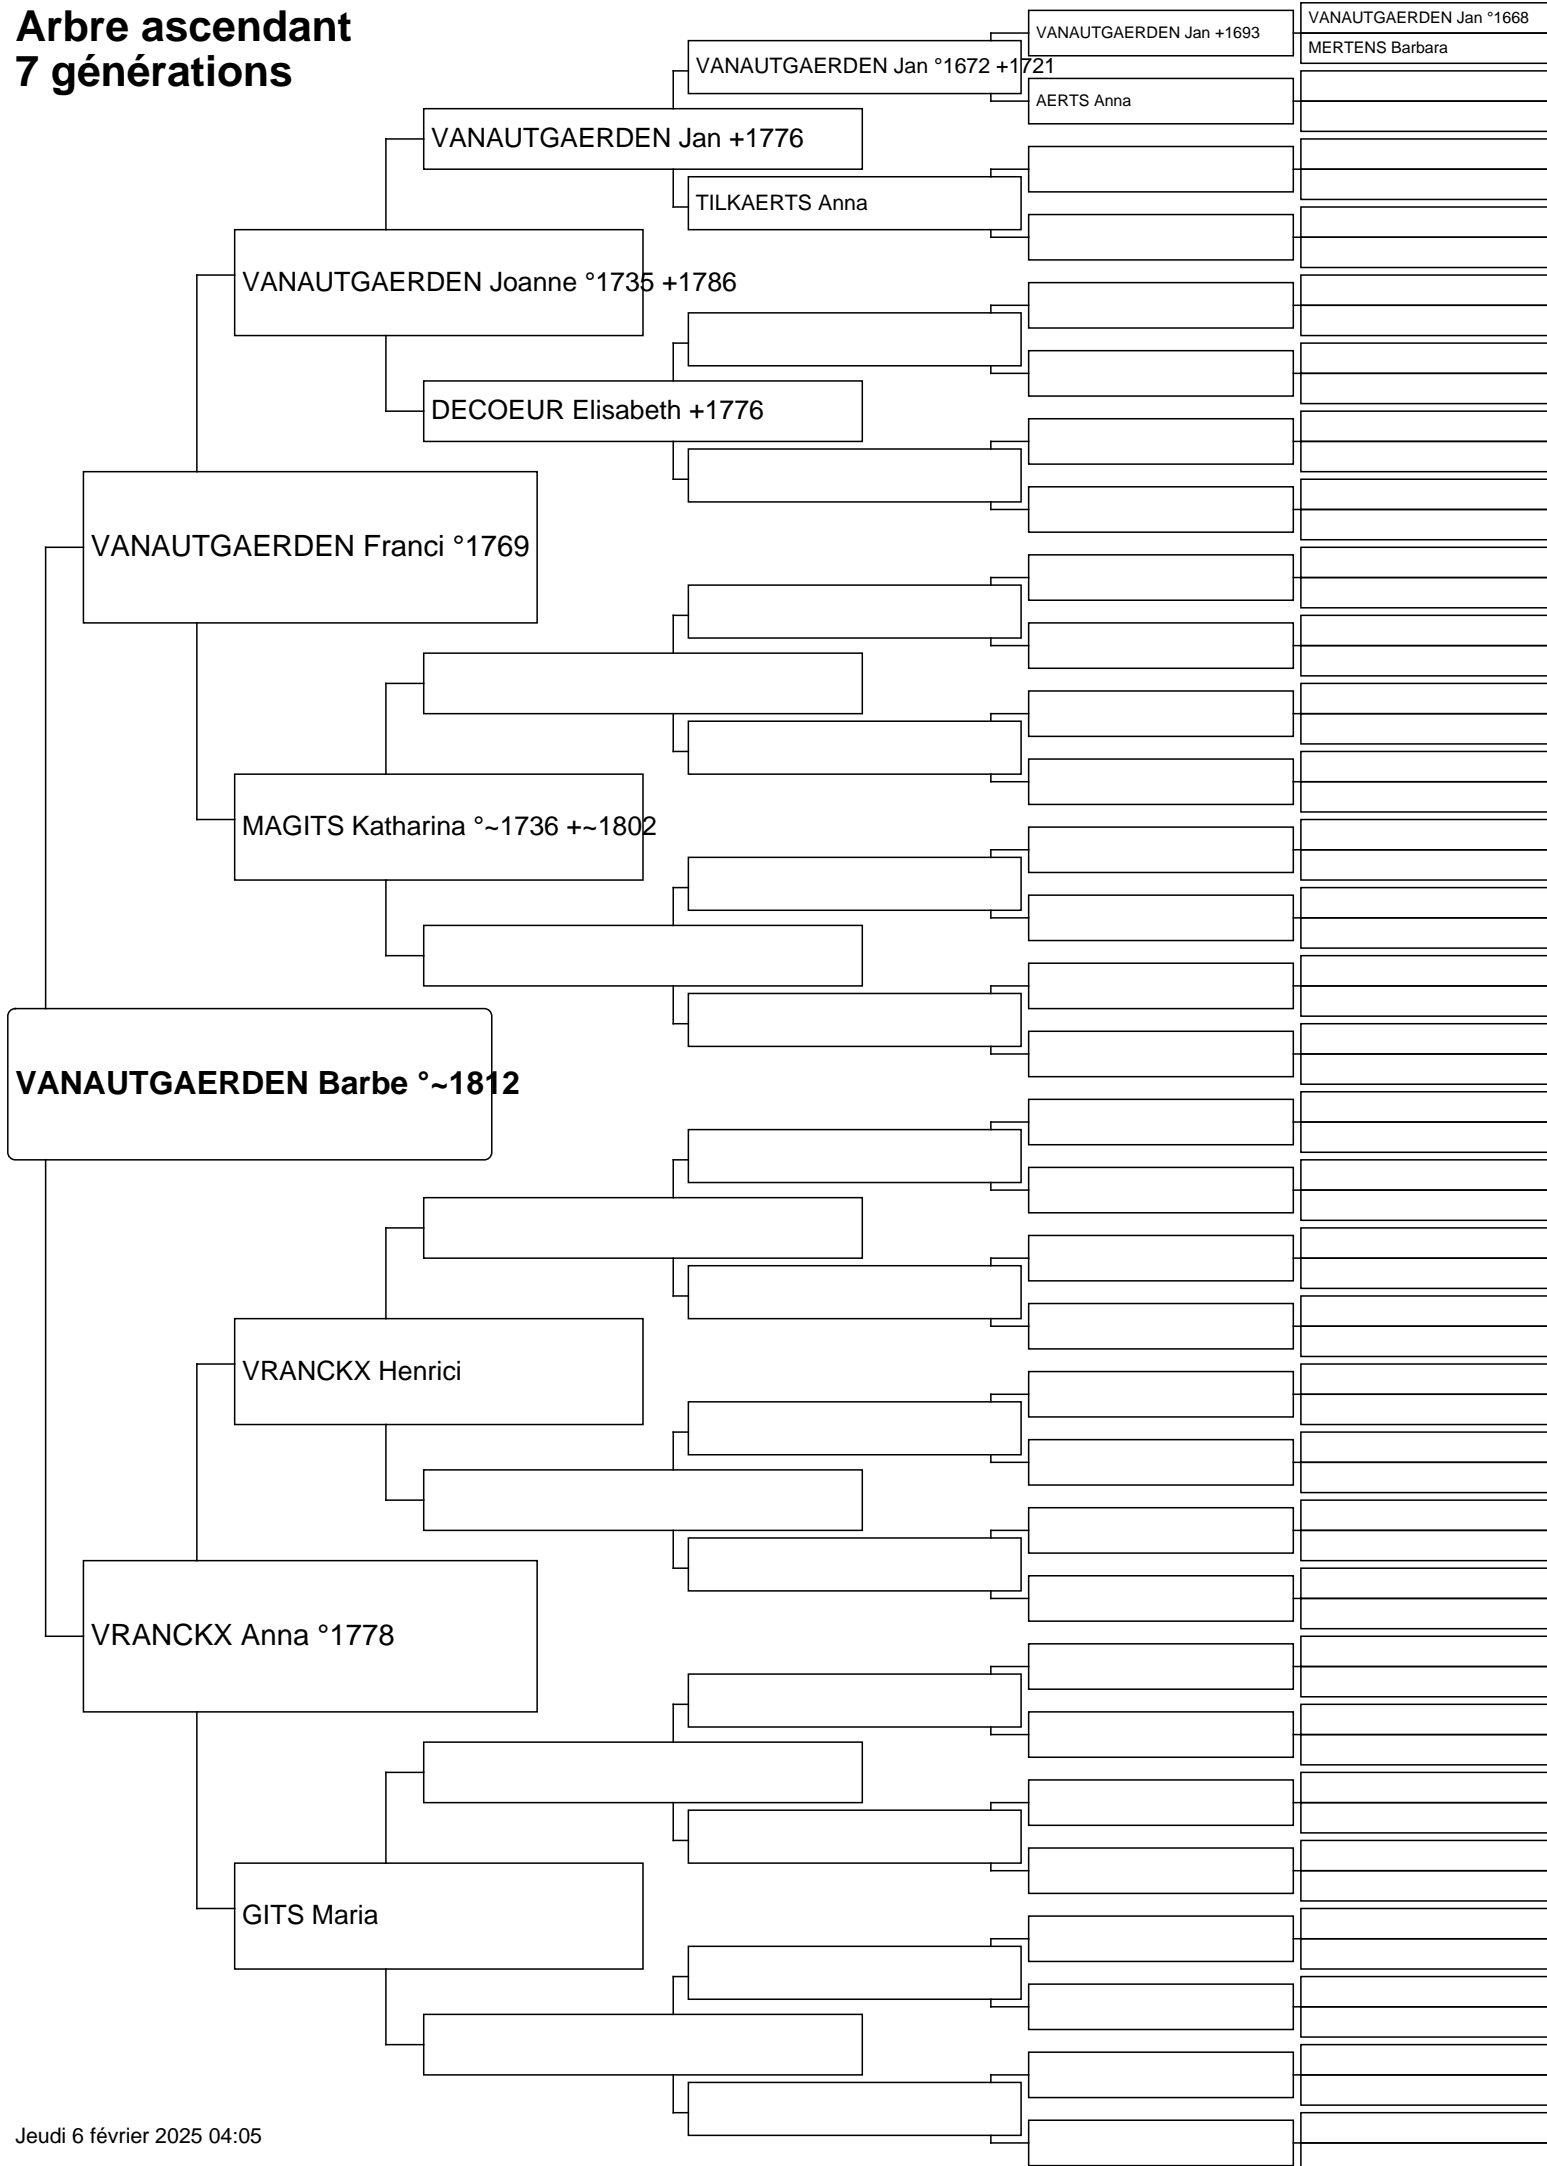 Arbre ascendant
7 générations
VANAUTGAERDEN Jan °1668
MERTENS Barbara
VANAUTGAERDEN Jan +1693
AERTS Anna
VANAUTGAERDEN Jan °1672 +1721
TILKAERTS Anna
VANAUTGAERDEN Jan +1776
DECOEUR Elisabeth +1776
VANAUTGAERDEN Joanne °1735 +1786
MAGITS Katharina °~1736 +~1802
VANAUTGAERDEN Franci °1769
VANAUTGAERDEN Barbe °~1812
VRANCKX Henrici
VRANCKX Anna °1778
GITS Maria
Jeudi 6 février 2025 04:05